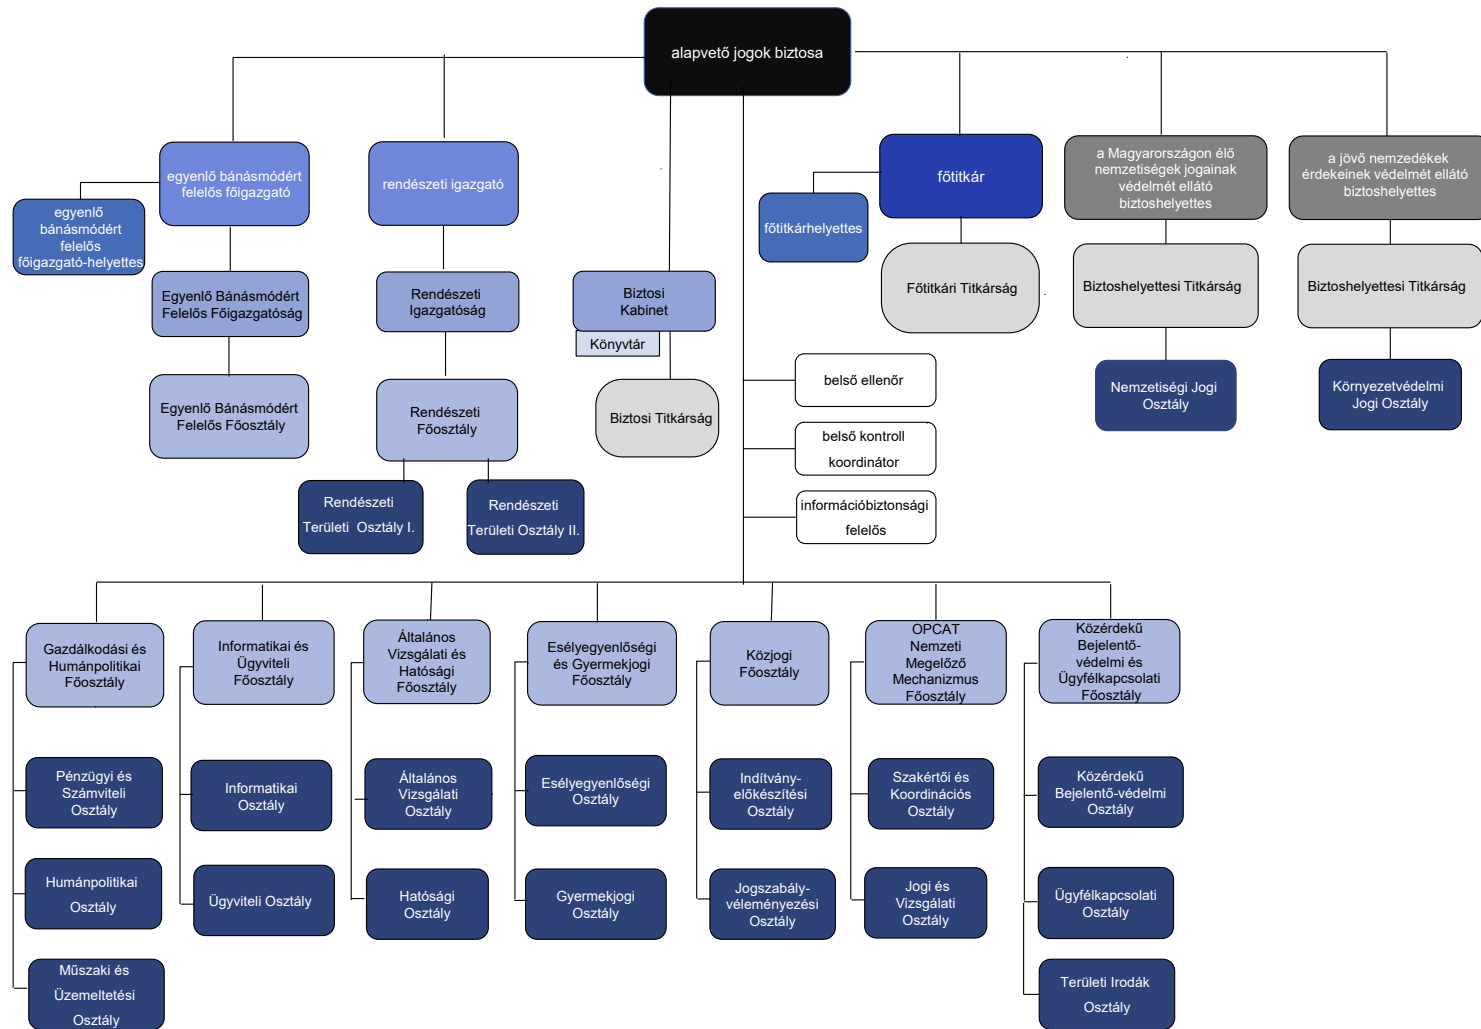 alapvető jogok biztosa
egyenlő bánásmódért
felelős főigazgató
rendészeti igazgató
főtitkár
a Magyarországon élő
nemzetiségek jogainak
védelmét ellátó
biztoshelyettes
a jövő nemzedékek
érdekeinek védelmét ellátó
biztoshelyettes
egyenlő
bánásmódért
felelős
főigazgató-helyettes
főtitkárhelyettes
Egyenlő Bánásmódért
Felelős Főigazgatóság
Rendészeti
Igazgatóság
Biztosi
Kabinet
Könyvtár
Főtitkári Titkárság
Biztoshelyettesi Titkárság
Biztoshelyettesi Titkárság
Egyenlő Bánásmódért
Felelős Főosztály
Rendészeti
Főosztály
Biztosi Titkárság
belső ellenőr
Nemzetiségi Jogi
Osztály
Környezetvédelmi
Jogi Osztály
belső kontroll
koordinátor
Rendészeti
Területi  Osztály I.
Rendészeti
Területi Osztály II.
információbiztonsági
felelős
Gazdálkodási és
Humánpolitikai
Főosztály
Informatikai és
Ügyviteli
Főosztály
Általános
Vizsgálati és
Hatósági
Főosztály
Esélyegyenlőségi
és Gyermekjogi
Főosztály
Közjogi
Főosztály
OPCAT
Nemzeti
Megelőző
Mechanizmus
Főosztály
Közérdekű
Bejelentő-
védelmi és
Ügyfélkapcsolati
Főosztály
Pénzügyi és
Számviteli
Osztály
Informatikai
Osztály
Általános
Vizsgálati
Osztály
Esélyegyenlőségi
Osztály
Indítvány-
előkészítési
Osztály
Szakértői és
Koordinációs
Osztály
Közérdekű
Bejelentő-védelmi
Osztály
Humánpolitikai
Osztály
Ügyviteli Osztály
Hatósági
Osztály
Gyermekjogi
Osztály
Jogszabály-
véleményezési
Osztály
Jogi és
Vizsgálati
Osztály
Ügyfélkapcsolati
Osztály
Műszaki és
Üzemeltetési
Osztály
Területi Irodák
Osztály